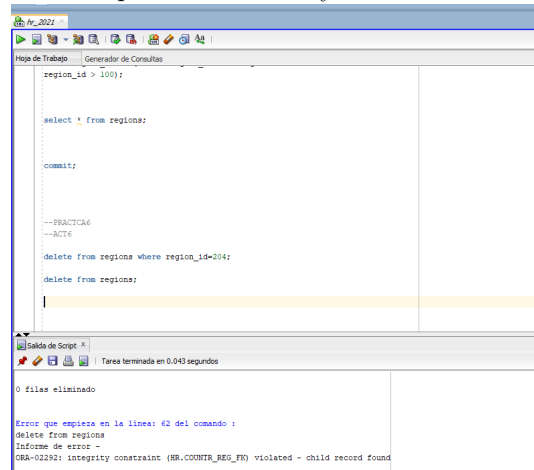 hr_2021
Hoja de Trabajo Generador de Consultas
region_id > 100);
select * from regions;
commit;
--PRACTCA6
--ACT6
delete from regions where region_id=204;
delete from regions;
Salida de Script x
Tarea terminada en 0.043 segundos
0 filas eliminado
Error que empieza en la línea: 62 del comando :
delete from regions
Informe de error -
ORA-02292: integrity constraint (HR.COUNTR_REG_FK) violated - child record found